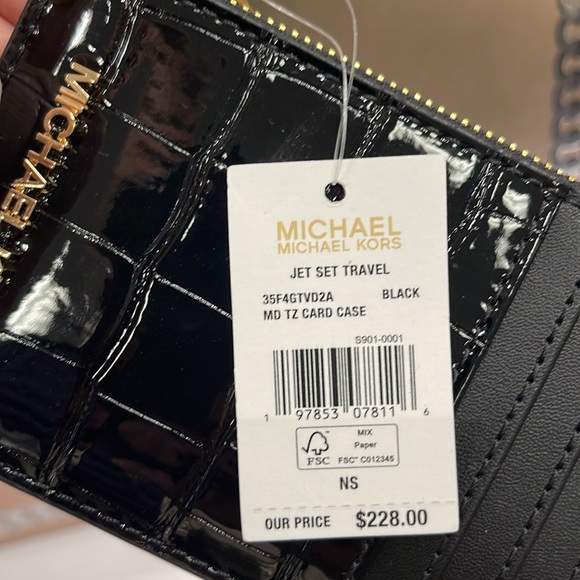 MICHAEL
MICHAEL
MICHAEL KORS
JET SET TRAVEL
35F4GTVD2A BLACK
MD TZ CARD CASE
S901-0001
1 97853 07811 6
FSC
MIX
Paper
FSC™ C012345
NS
OUR PRICE $228.00